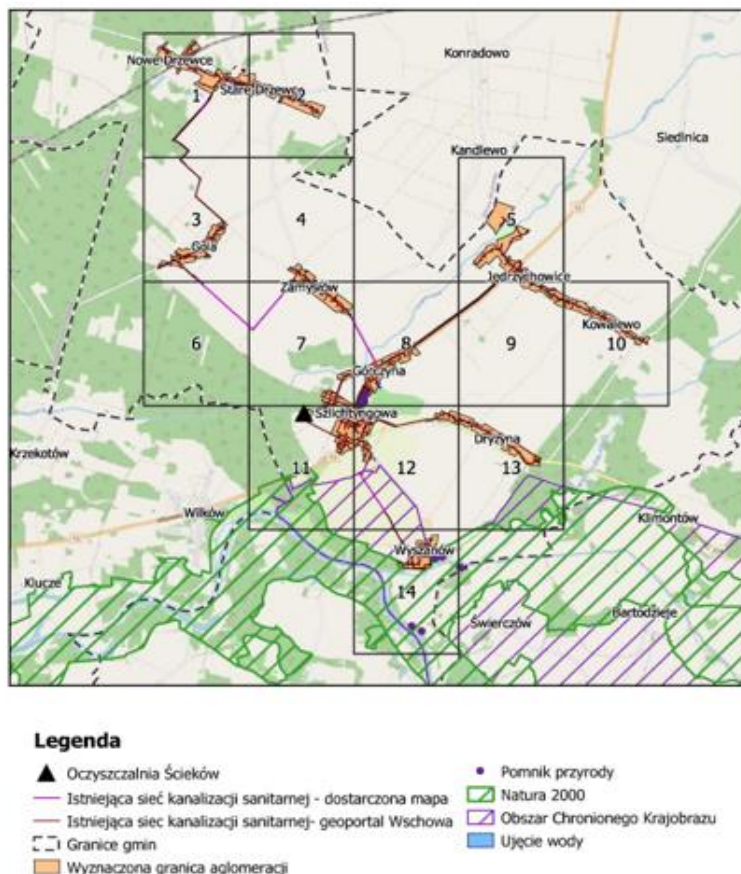 Nowe Drzewce
Konradowo
1
Stare Drzewce
2
Siedlnica
Kandlewo
3
4
5
Gola
Jędrzychowice
Zamysłów
Kowalewo
6
7
8
9
10
Górczyna
Szlichtyngowa
Dryżyna
Krzekotów
11
12
13
Wilków
Klimontów
Wyszanów
Klucze
14
Świerczów
Bartodzieje
Legenda
Oczyszczalnia Ścieków
Istniejąca sieć kanalizacji sanitarnej - dostarczona mapa
Istniejąca siec kanalizacji sanitarnej- geoportal Wschowa
Granice gmin
Wyznaczona granica aglomeracji
Pomnik przyrody
Natura 2000
Obszar Chronionego Krajobrazu
Ujęcie wody